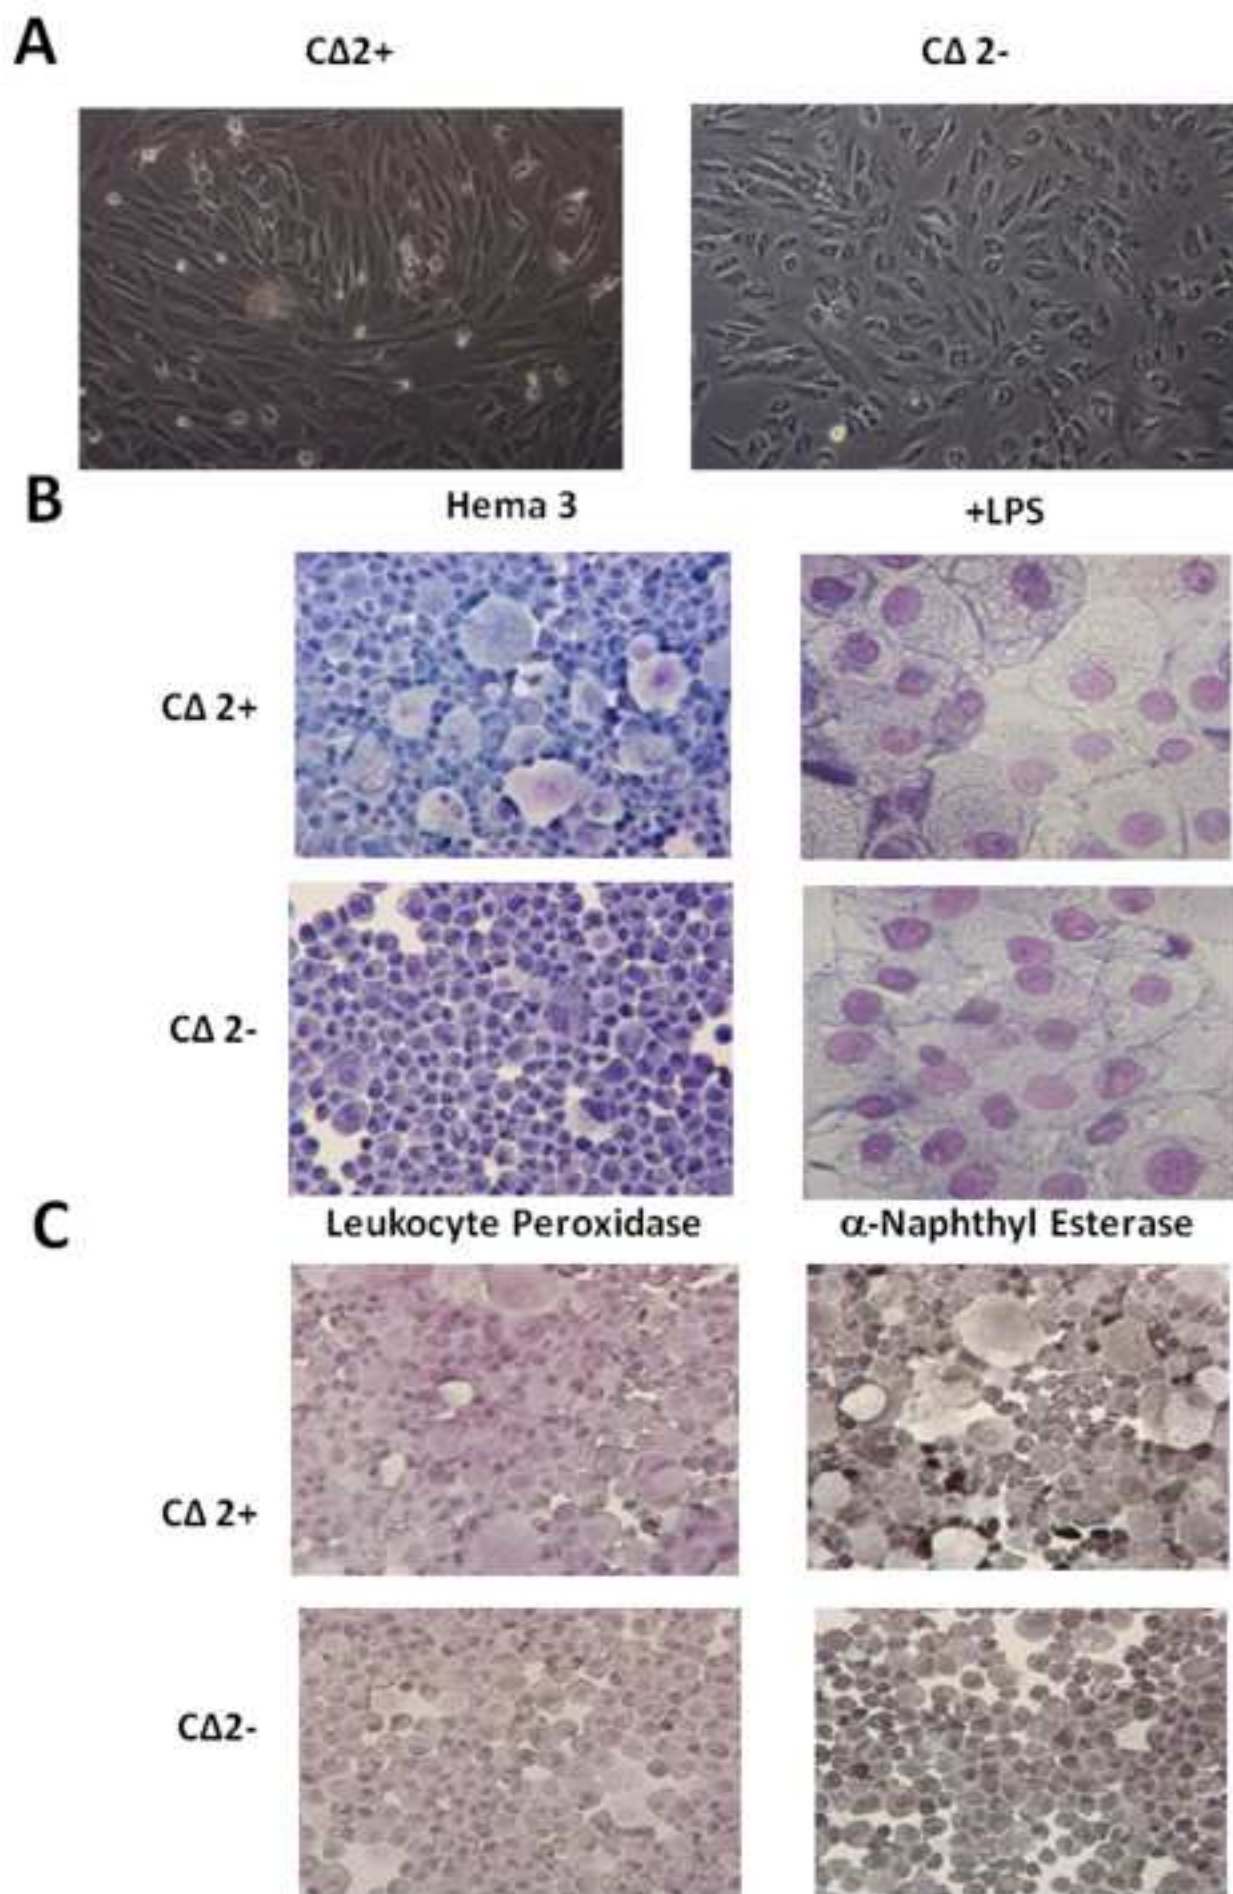 A
CΔ2+ CΔ 2-
B
Hema 3 +LPS
CΔ 2+
CΔ 2-
C
Leukocyte Peroxidase α-Naphthyl Esterase
CΔ 2+
CΔ2-